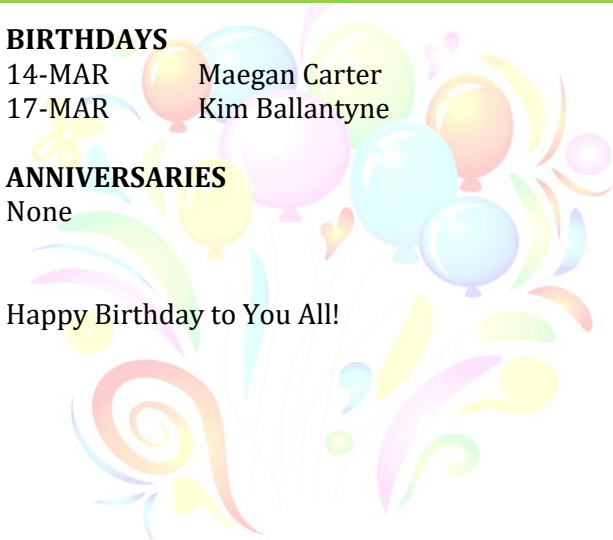 BIRTHDAYS
14-MAR Maegan Carter
17-MAR Kim Ballantyne
ANNIVERSARIES
None
Happy Birthday to You All!